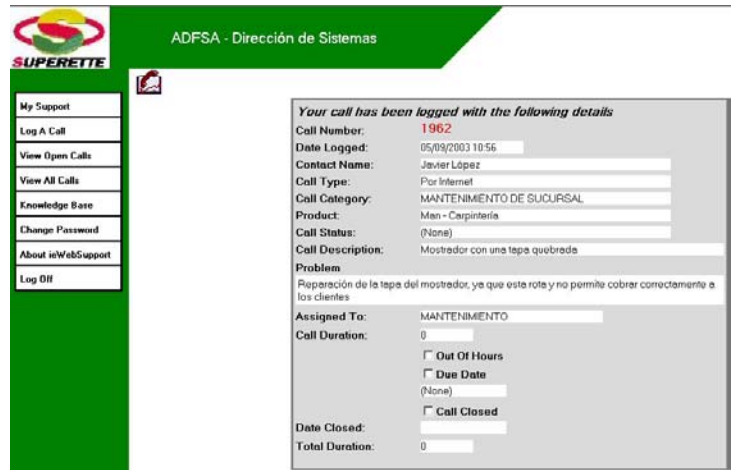 SUPERETTE
ADFSA - Dirección de Sistemas
My Support
Log A Call
View Open Calls
View All Calls
Knowledge Base
Change Password
About ieWebSupport
Log Off
Your call has been logged with the following details
Call Number: 1962
Date Logged: 05/09/2003 10:56
Contact Name: Javier López
Call Type: Por Internet
Call Category: MANTENIMIENTO DE SUCURSAL
Product: Man - Carpintería
Call Status: (None)
Call Description: Mostrador con una tapa quebrada
Problem
Reparación de la tapa del mostrador, ya que esta rota y no permite cobrar correctamente a
los clientes
Assigned To: MANTENIMIENTO
Call Duration: 0
Out Of Hours
Due Date
(None)
Call Closed
Date Closed:
Total Duration: 0